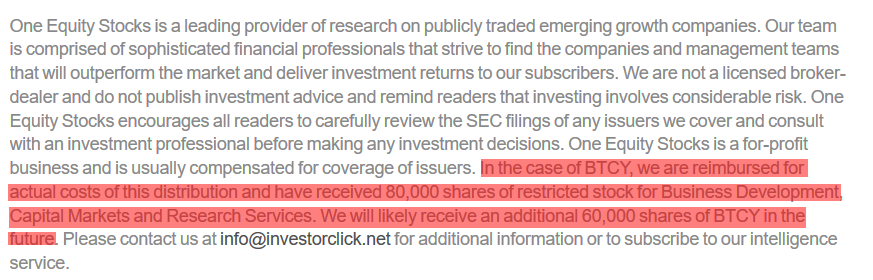 One Equity Stocks is a leading provider of research on publicly traded emerging growth companies. Our team
is comprised of sophisticated financial professionals that strive to find the companies and management teams
that will outperform the market and deliver investment returns to our subscribers. We are not a licensed broker-
dealer and do not publish investment advice and remind readers that investing involves considerable risk. One
Equity Stocks encourages all readers to carefully review the SEC filings of any issuers we cover and consult
with an investment professional before making any investment decisions. One Equity Stocks is a for-profit
business and is usually compensated for coverage of issuers. In the case of BTCY, we are reimbursed for
actual costs of this distribution and have received 80,000 shares of restricted stock for Business Development,
Capital Markets and Research Services. We will likely receive an additional 60,000 shares of BTCY in the
future. Please contact us at info@investorclick.net for additional information or to subscribe to our intelligence
service.